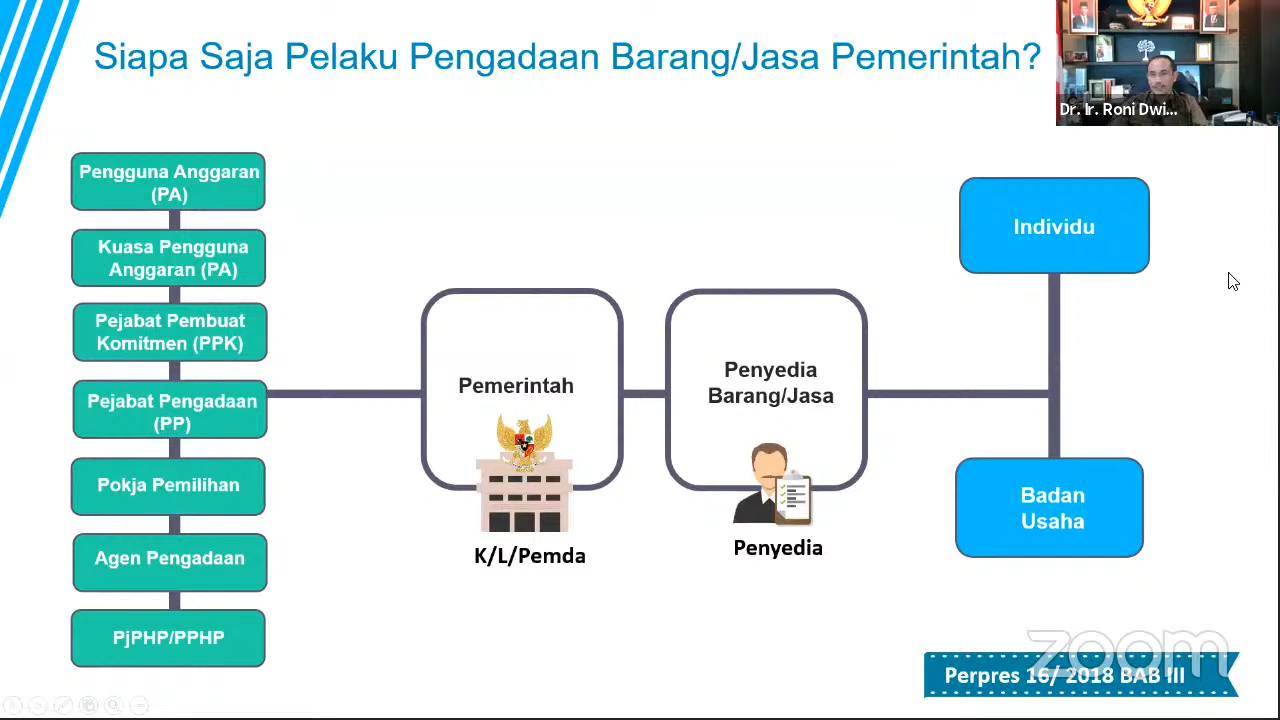 Siapa Saja Pelaku Pengadaan Barang/Jasa Pemerintah?
Dr. Ir. Roni Dwi...
Pengguna Anggaran
(PA)
Kuasa Pengguna
Anggaran (PA)
Pejabat Pembuat
Komitmen (PPK)
Pejabat Pengadaan
(PP)
Pokja Pemilihan
Agen Pengadaan
PjPHP/PPHP
Pemerintah
K/L/Pemda
Penyedia
Barang/Jasa
Penyedia
Individu
Badan
Usaha
zoom
Perpres 16/ 2018 BAB III